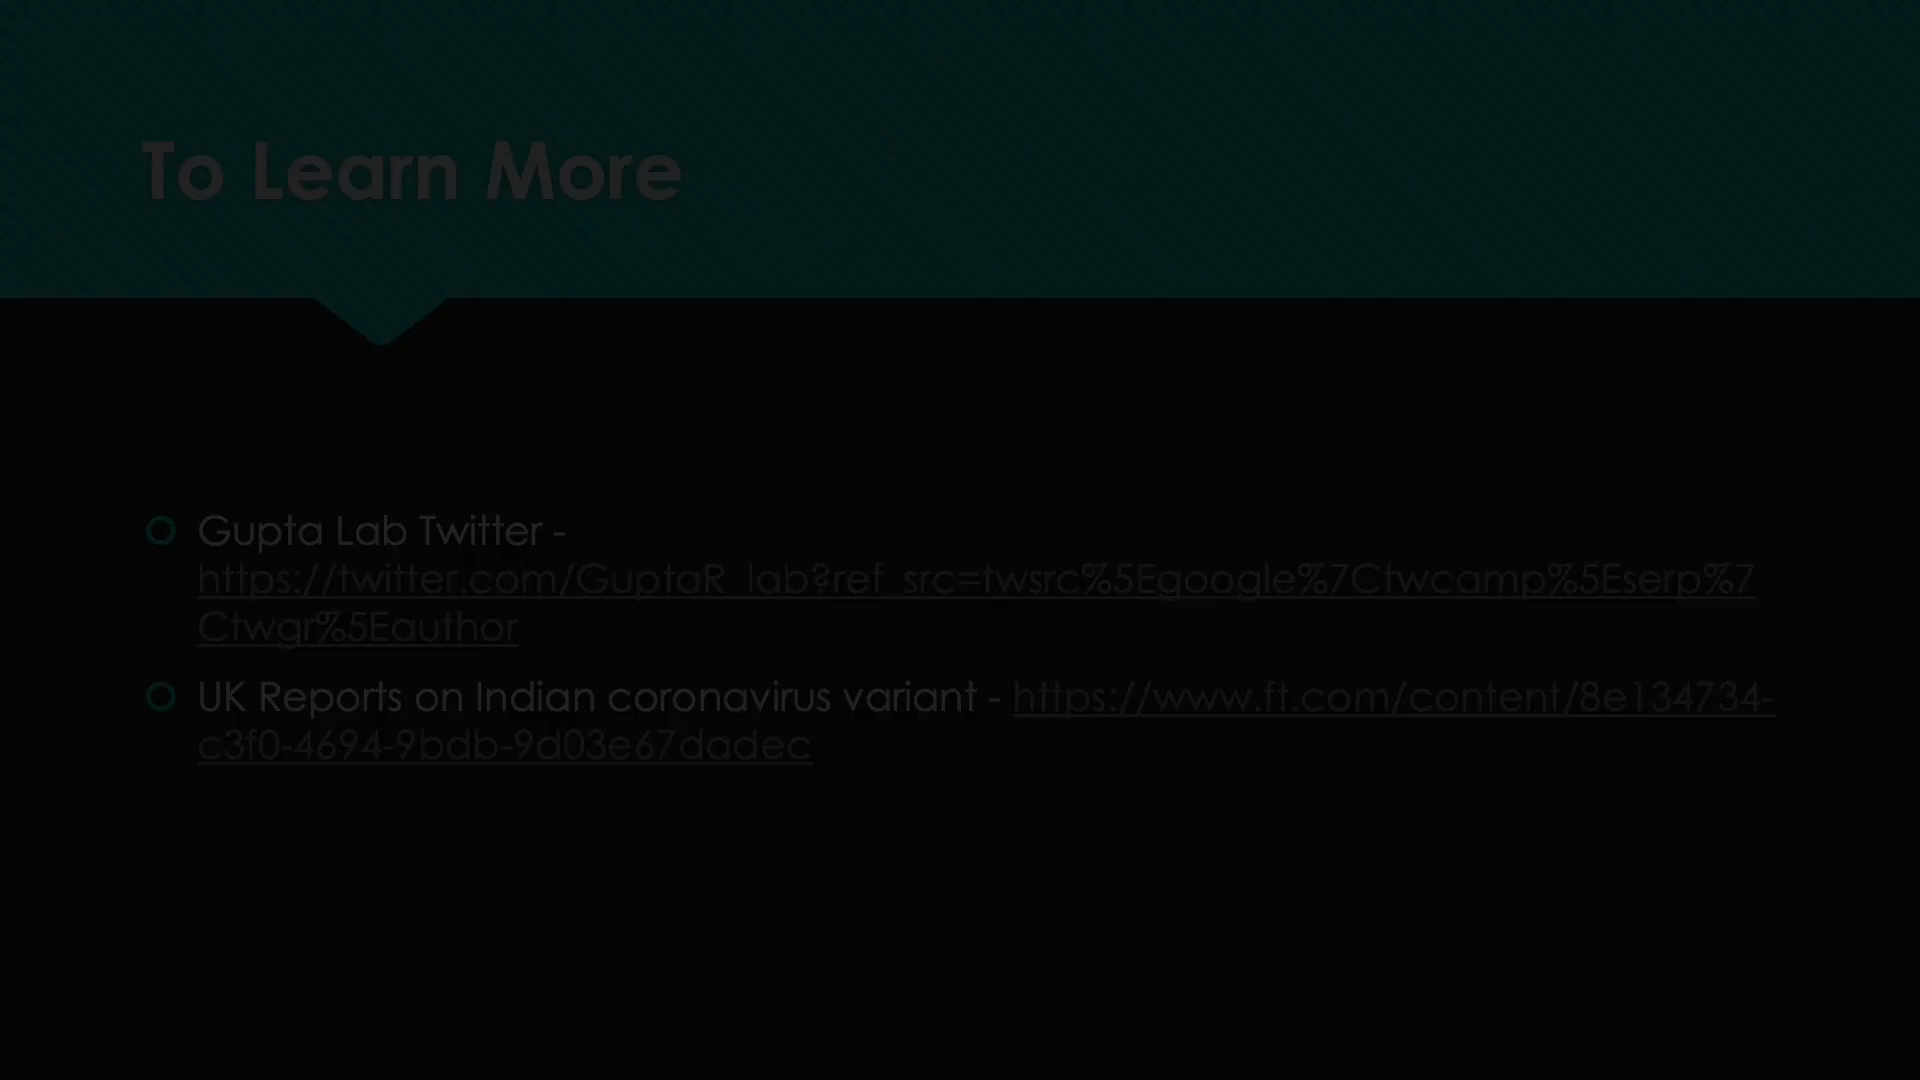 To Learn More
Gupta Lab Twitter -
https://twitter.com/GuptaR_lab?ref_src=twsrc%5Egoogle%7Ctwcamp%5Eserp%7
Ctwgr%5Eauthor
UK Reports on Indian coronavirus variant - https://www.ft.com/content/8e134734-
c3f0-4694-9bdb-9d03e67dadec